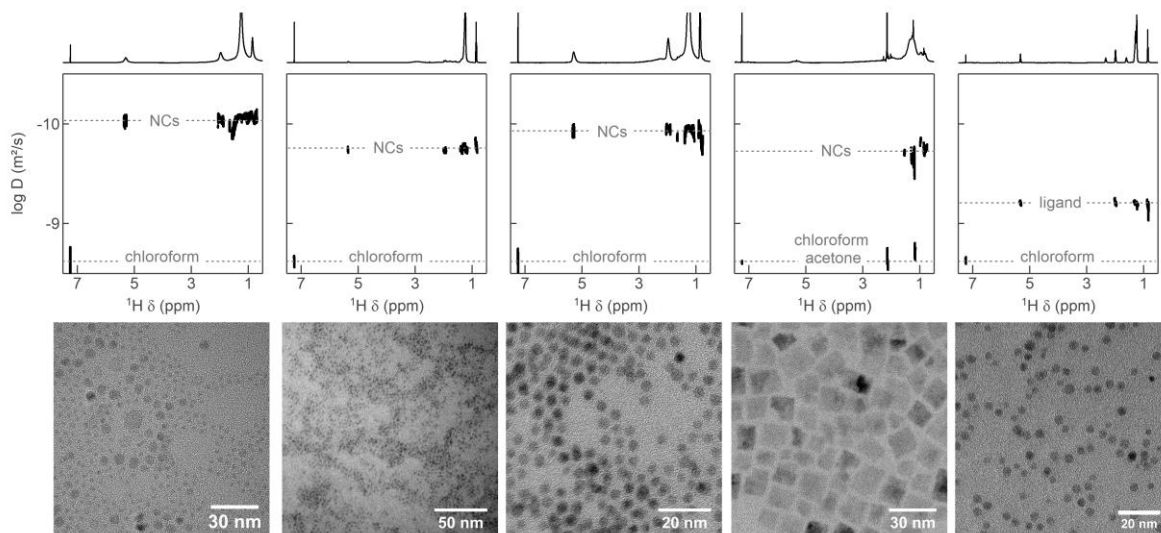 log D (m²/s)
-10
-9
NCs
chloroform
7 5 3 1
¹H δ (ppm)
NCs
chloroform
7 5 3 1
¹H δ (ppm)
NCs
chloroform
7 5 3 1
¹H δ (ppm)
NCs
chloroform
acetone
7 5 3 1
¹H δ (ppm)
ligand
chloroform
7 5 3 1
¹H δ (ppm)
30 nm
50 nm
20 nm
30 nm
20 nm